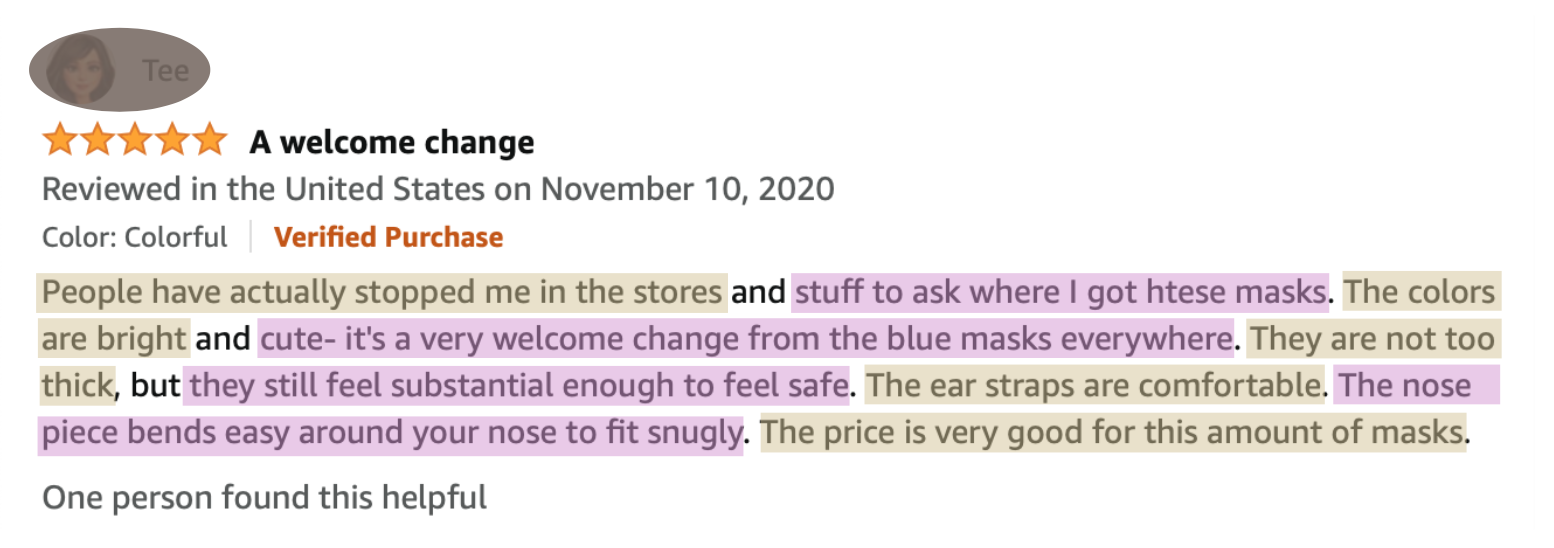 Tee
A welcome change
Reviewed in the United States on November 10, 2020
Color: Colorful Verified Purchase
People have actually stopped me in the stores and stuff to ask where I got htese masks. The colors
are bright and cute- it's a very welcome change from the blue masks everywhere. They are not too
thick, but they still feel substantial enough to feel safe. The ear straps are comfortable. The nose
piece bends easy around your nose to fit snugly. The price is very good for this amount of masks.
One person found this helpful